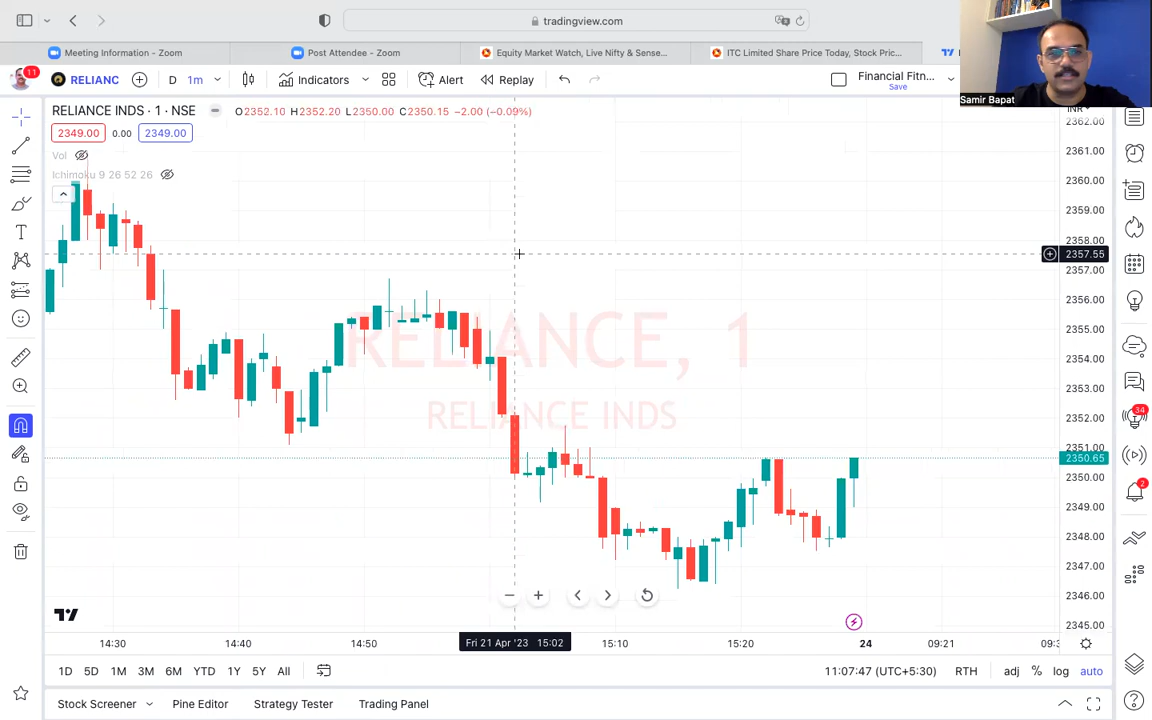 tradingview.com
Meeting Information - Zoom
Post Attendee - Zoom
Equity Market Watch, Live Nifty & Sense...
ITC Limited Share Price Today, Stock Pric...
11
RELIANC
D
1m
Indicators
Alert
Replay
Financial Fitn...
Save
Samir Bapat
RELIANCE INDS · 1 · NSE
O2352.10 H2352.20 L2350.00 C2350.15 −2.00 (−0.09%)
2349.00
0.00
2349.00
Vol
Ichimoku 9 26 52 26
RELIANCE, 1
RELIANCE INDS
2362.00
2361.00
2360.00
2359.00
2358.00
2357.55
2357.00
2356.00
2355.00
2354.00
2353.00
2352.00
2351.00
2350.65
2350.00
2349.00
2348.00
2347.00
2346.00
2345.00
34
2
14:30
14:40
14:50
Fri 21 Apr '23 15:02
15:10
15:20
24
09:21
1D
5D
1M
3M
6M
YTD
1Y
5Y
All
11:07:47 (UTC+5:30)
RTH
adj
%
log
auto
Stock Screener
Pine Editor
Strategy Tester
Trading Panel